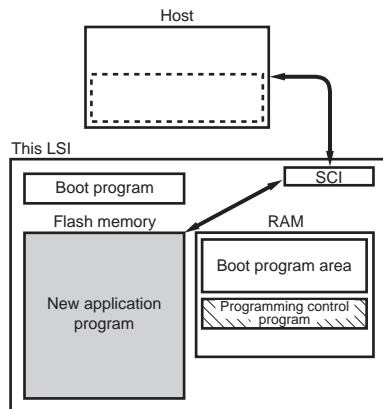 Host
This LSI
SCI
Boot program
Flash memory
RAM
New application
program
Boot program area
Programming control
program